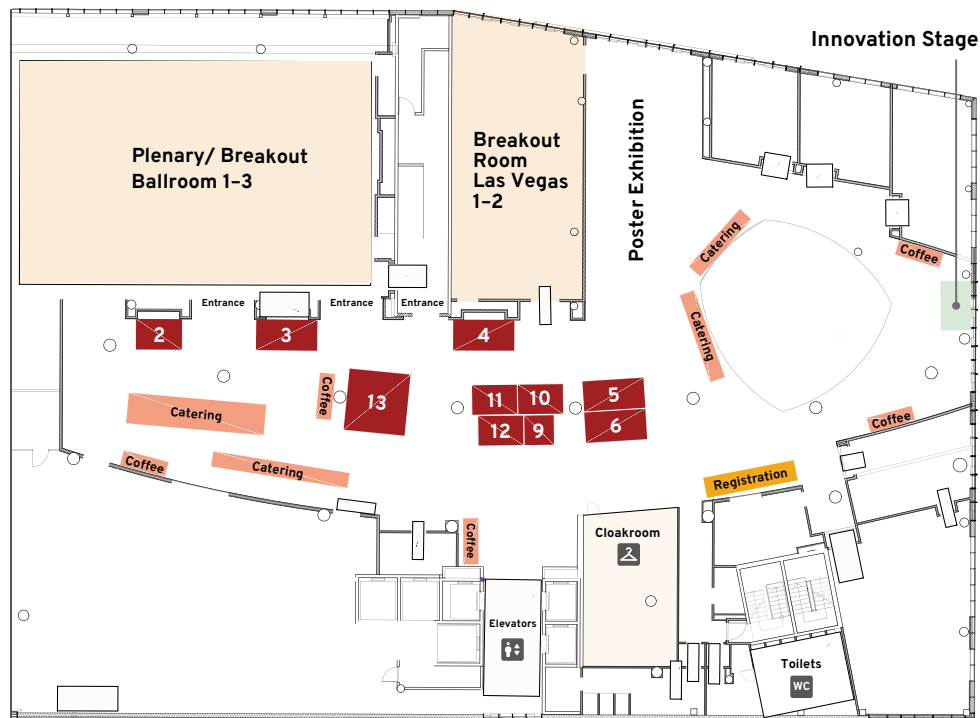 Innovation Stage
Plenary/ Breakout
Ballroom 1–3
Breakout
Room
Las Vegas
1–2
Poster Exhibition
Catering
Coffee
Entrance
Entrance
Entrance
2
3
4
Catering
Coffee
13
11
10
5
12
9
6
Catering
Coffee
Coffee
Catering
Registration
Coffee
Cloakroom
Elevators
Toilets
WC